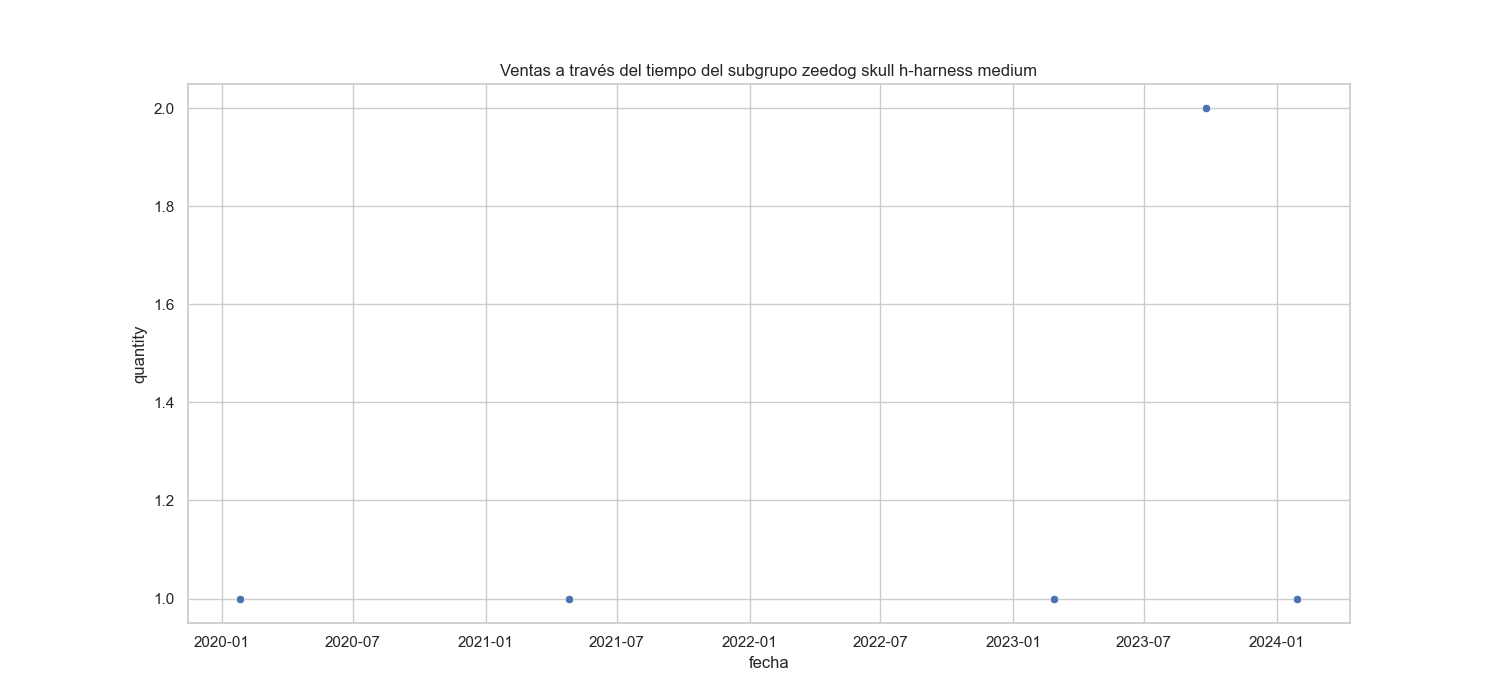 Ventas a través del tiempo del subgrupo zeedog skull h-harness medium
2.0
1.8
1.6
1.4
1.2
1.0
quantity
2020-01 2020-07 2021-01 2021-07 2022-01 2022-07 2023-01 2023-07 2024-01
fecha